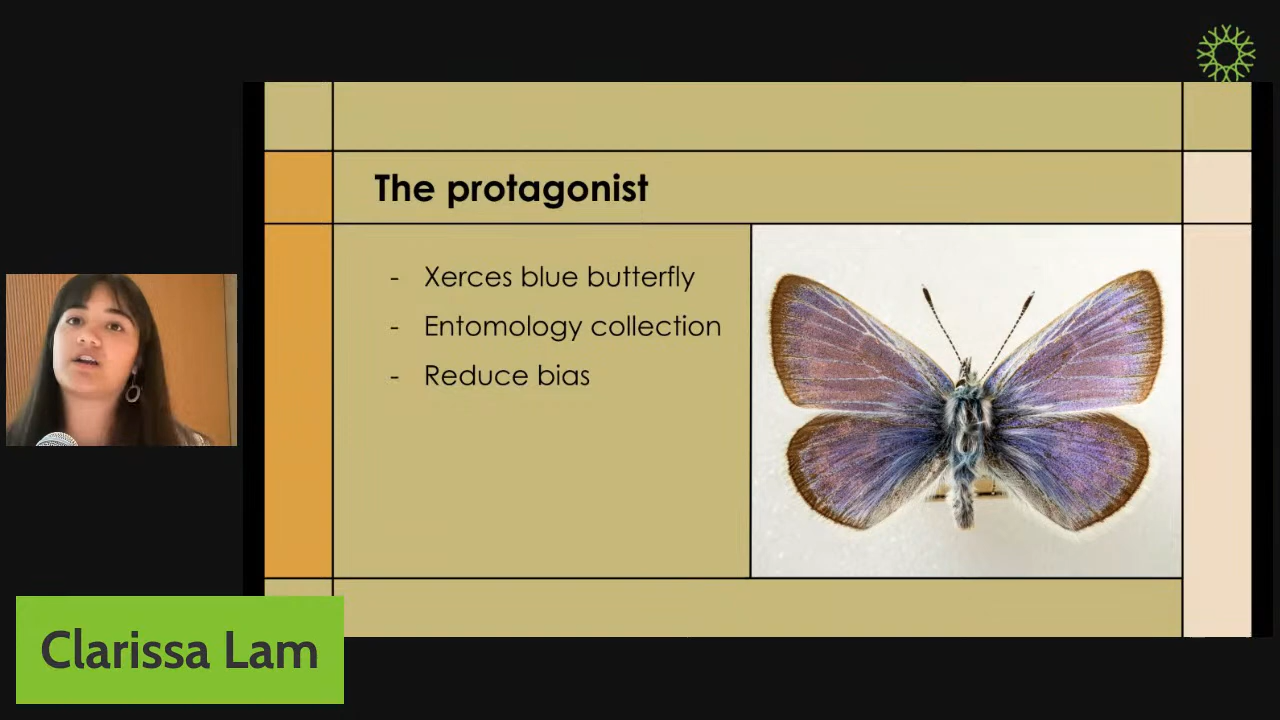 The protagonist
- Xerces blue butterfly
- Entomology collection
- Reduce bias
Clarissa Lam